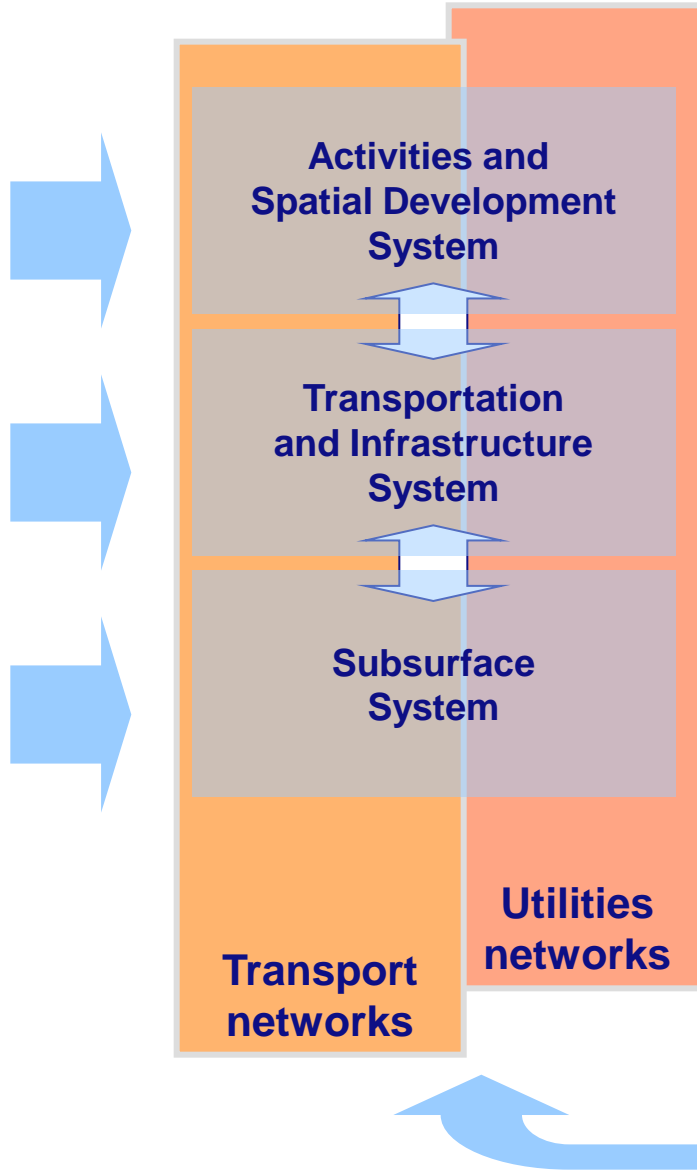 Activities and
Spatial Development
System
Transportation
and Infrastructure
System
Subsurface
System
Utilities
networks
Transport
networks